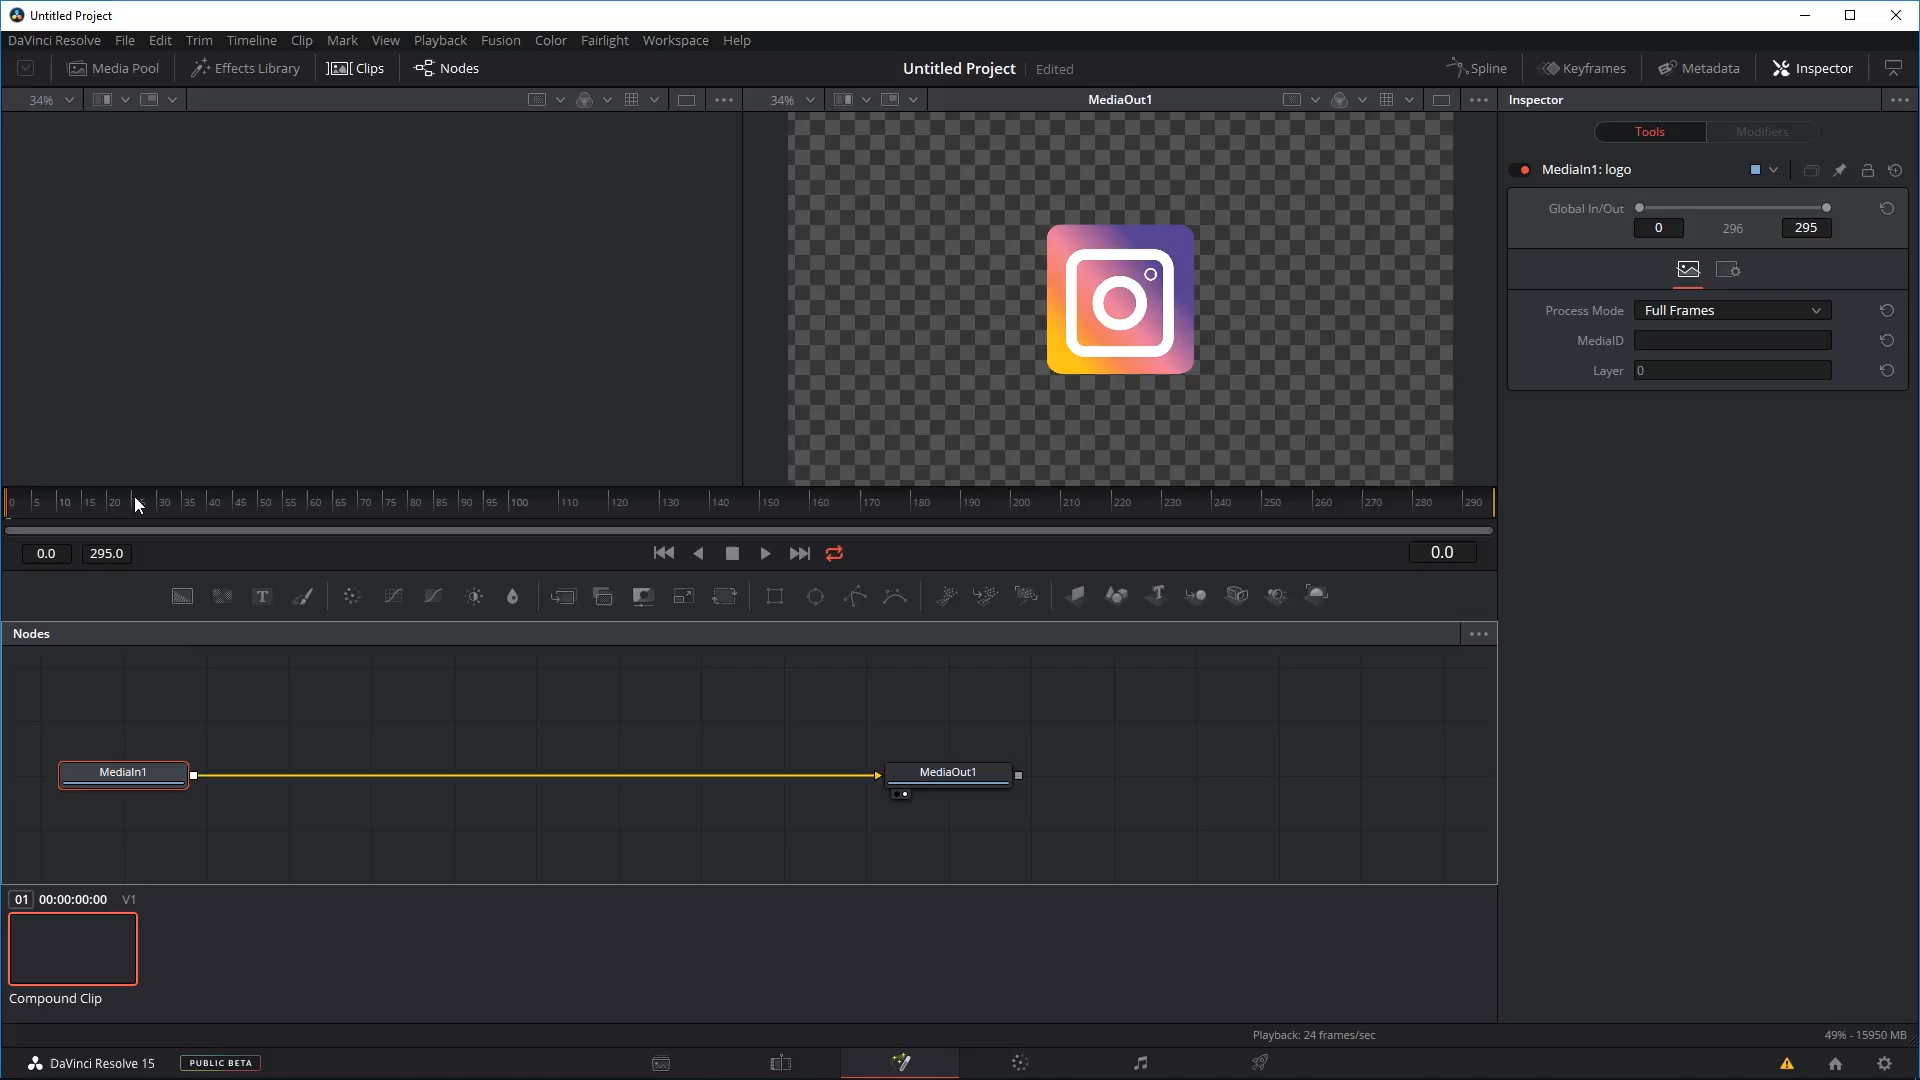 Untitled Project
DaVinci Resolve File Edit Trim Timeline Clip Mark View Playback Fusion Color Fairlight Workspace Help
Media Pool Effects Library Clips Nodes Untitled Project Edited Spline Keyframes Metadata Inspector
34% 34% MediaOut1 Inspector
Tools Modifiers
MediaIn1: logo
Global In/Out
0 296 295
Process Mode Full Frames
MediaID
Layer 0
0 5 10 15 20 30 35 40 45 50 55 60 65 70 75 80 85 90 95 100 110 120 130 140 150 160 170 180 190 200 210 220 230 240 250 260 270 280 290
0.0 295.0 0.0
T T
Nodes
MediaIn1 MediaOut1
01 00:00:00:00 V1
Compound Clip
Playback: 24 frames/sec 49% - 15950 MB
DaVinci Resolve 15 PUBLIC BETA